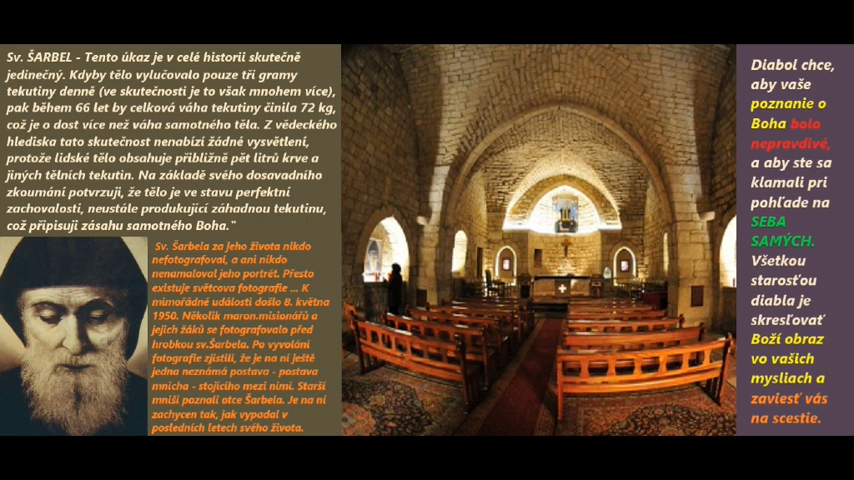 Sv. ŠARBEL - Tento úkaz je v celé historii skutečně
jedinečný. Kdyby tělo vylučovalo pouze tři gramy
tekutiny denně (ve skutečnosti je to však mnohem více),
pak během 66 let by celková váha tekutiny činila 72 kg,
což je o dost více než váha samotného těla. Z vědeckého
hlediska tato skutečnost nenabízí žádné vysvětlení,
protože lidské tělo obsahuje přibližně pět litrů krve a
jiných tělních tekutin. Na základě svého dosavadního
zkoumání potvrzuji, že tělo je ve stavu perfektní
zachovalosti, neustále produkující záhadnou tekutinu,
což připisuji zásahu samotného Boha.“
Sv. Šarbela za jeho života nikdo
nefotografoval, a ani nikdo
nenamaloval jeho portrét. Přesto
existuje světcova fotografie ... K
mimořádné události došlo 8. května
1950. Několik maron.misionářů a
jejich žáků se fotografovalo před
hrobkou sv.Šarbela. Po vyvolání
fotografie zjistili, že je na ní ještě
jedna neznámá postava - postava
mnicha - stojícího mezi nimi. Starší
mniši poznali otce Šarbela. Je na ní
zachycen tak, jak vypadal v
posledních letech svého života.
Diabol chce,
aby vaše
poznanie o
Boha bolo
nepravdivé,
a aby ste sa
klamali pri
pohľade na
SEBA
SAMÝCH.
Všetkou
starosťou
diabla je
skresľovať
Boží obraz
vo vašich
mysliach a
zaviesť vás
na scestie.